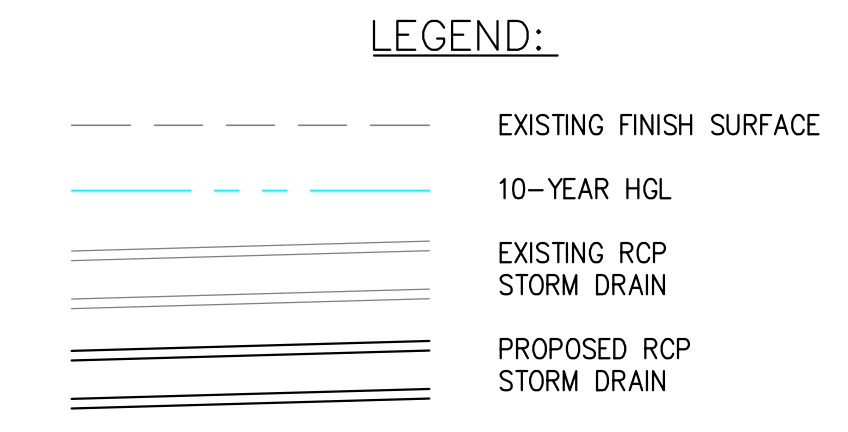 LEGEND:
EXISTING FINISH SURFACE
10-YEAR HGL
EXISTING RCP
STORM DRAIN
PROPOSED RCP
STORM DRAIN